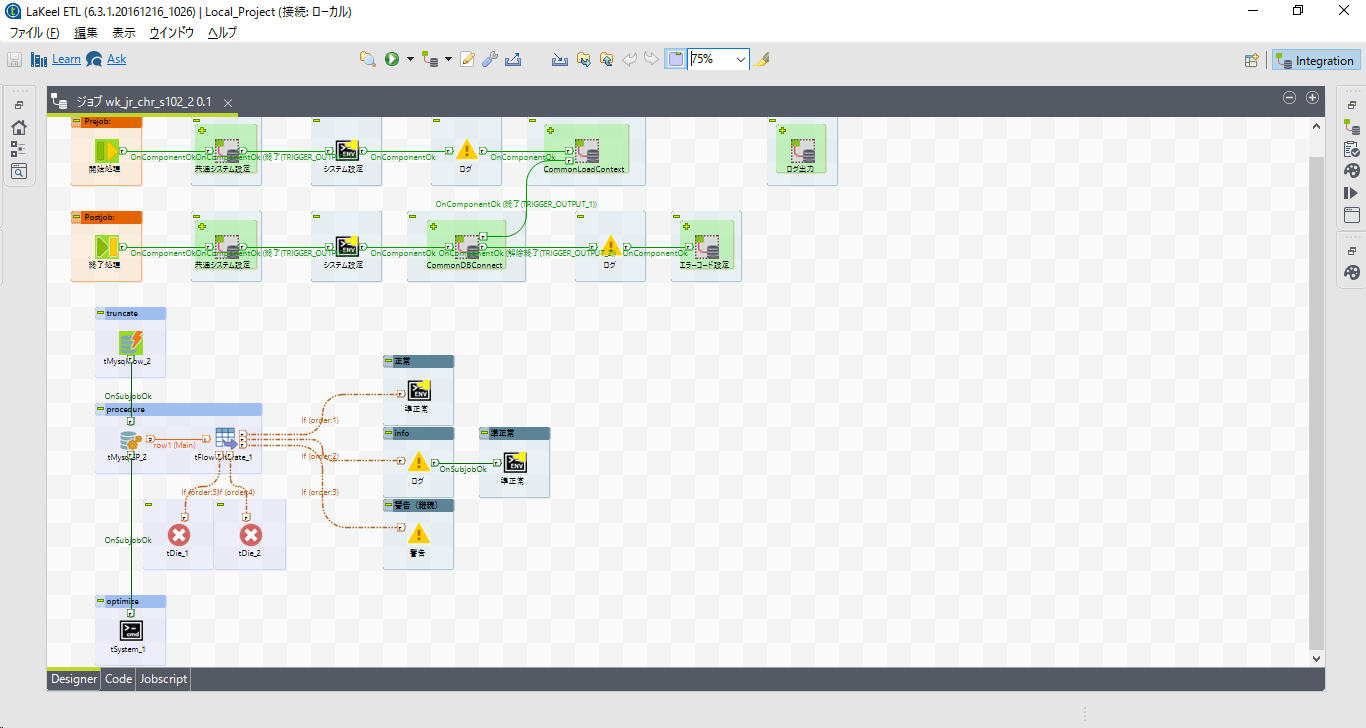 LaKeel ETL (6.3.1.20161216_1026) | Local_Project (接続: ローカル)
ファイル(F) 編集 表示 ウインドウ ヘルプ
Learn Ask 75% Integration
ジョブ wk_jr_chr_s102_2 0.1
Prejob:
OnComponentOk OnComponentOk (終了(TRIGGER_OUTPUT OnComponentOk OnComponentOk
開始処理 共通システム設定 システム設定 ログ CommonLoadContext ログ出力
OnComponentOk (終了(TRIGGER_OUTPUT_1))
Postjob:
OnComponentOk OnComponentOk (終了(TRIGGER_OUTPUT OnComponentOk OnComponentOk (解除終了(TRIGGER_OUTPUT_2)) OnComponentOk
終了処理 共通システム設定 システム設定 CommonDBConnect ログ エラーコード設定
truncate
tMysqlRow_2
正常
準正常
OnSubjobOk
procedure
If (order:1)
info 準正常
row1 (Main)
tMysqlSP_2
If (order:2)
OnSubjobOk
ログ 準正常
If (order:5) If (order:4) If (order:3)
警告（継続）
OnSubjobOk
tDie_1 tDie_2 警告
optimize
cmd
tSystem_1
Designer Code Jobscript